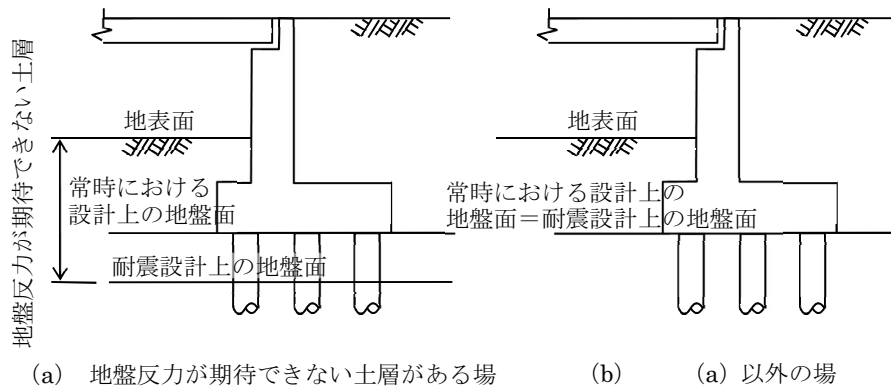 地盤反力が期待できない土層
地表面
常時における
設計上の地盤面
耐震設計上の地盤面
地表面
常時における設計上の
地盤面＝耐震設計上の地盤面
(a) 地盤反力が期待できない土層がある場
(b) (a) 以外の場